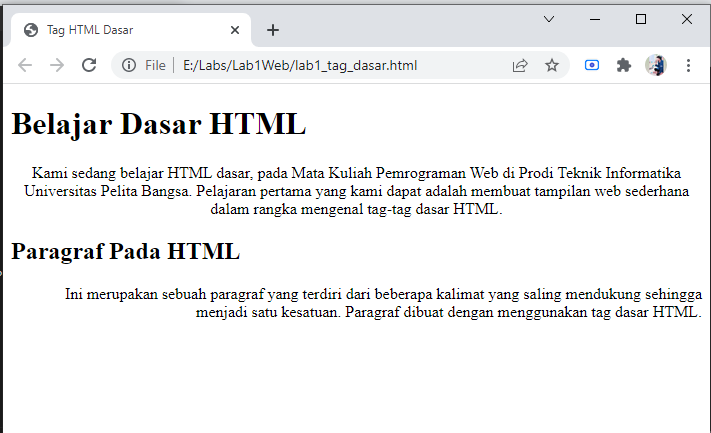 Tag HTML Dasar
File
E:/Labs/Lab1Web/lab1_tag_dasar.html
Belajar Dasar HTML
Kami sedang belajar HTML dasar, pada Mata Kuliah Pemrograman Web di Prodi Teknik Informatika
Universitas Pelita Bangsa. Pelajaran pertama yang kami dapat adalah membuat tampilan web sederhana
dalam rangka mengenal tag-tag dasar HTML.
Paragraf Pada HTML
Ini merupakan sebuah paragraf yang terdiri dari beberapa kalimat yang saling mendukung sehingga
menjadi satu kesatuan. Paragraf dibuat dengan menggunakan tag dasar HTML.